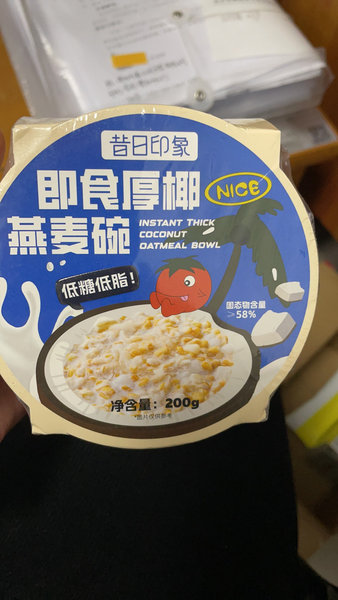 昔日印象
即食厚椰
NICE
燕麦碗
INSTANT THICK
COCONUT
OATMEAL BOWL
低糖低脂！
固态物含量
≥58%
净含量：200g
*图片仅供参考